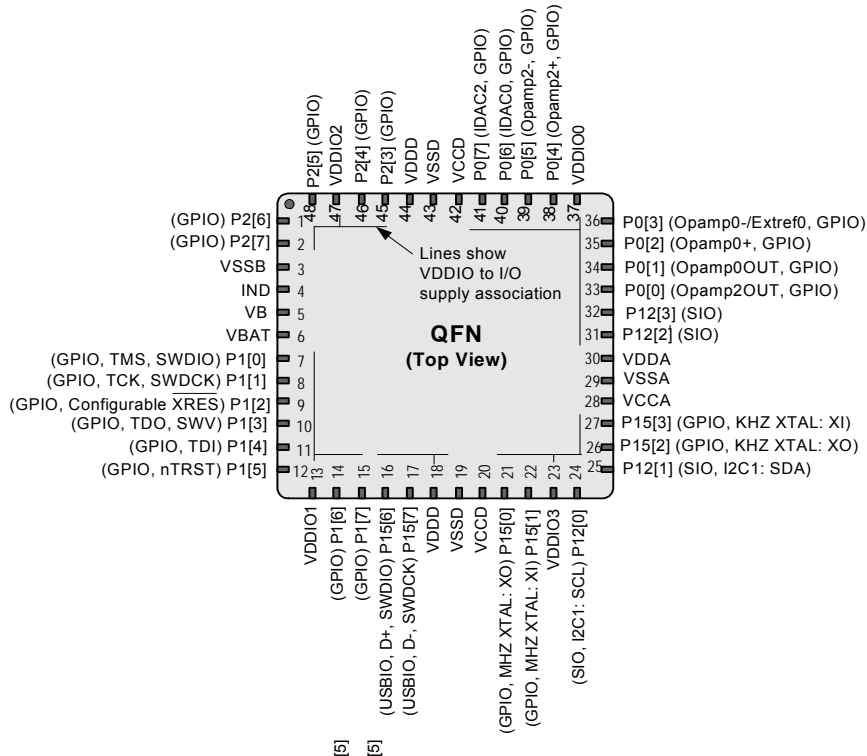 P2[5] (GPIO)
VDDIO2
P2[4] (GPIO)
P2[3] (GPIO)
VDDD
VSSD
VCCD
P0[7] (IDAC2, GPIO)
P0[6] (IDAC0, GPIO)
P0[5] (Opamp2-, GPIO)
P0[4] (Opamp2+, GPIO)
VDDIO0
48
47
46
45
44
43
42
41
40
39
38
37
(GPIO) P2[6] 1
(GPIO) P2[7] 2
VSSB 3
IND 4
VB 5
VBAT 6
(GPIO, TMS, SWDIO) P1[0] 7
(GPIO, TCK, SWDCK) P1[1] 8
(GPIO, Configurable XRES) P1[2] 9
(GPIO, TDO, SWV) P1[3] 10
(GPIO, TDI) P1[4] 11
(GPIO, nTRST) P1[5] 12
Lines show
VDDIO to I/O
supply association
QFN
(Top View)
36 P0[3] (Opamp0-/Extref0, GPIO)
35 P0[2] (Opamp0+, GPIO)
34 P0[1] (Opamp0OUT, GPIO)
33 P0[0] (Opamp2OUT, GPIO)
32 P12[3] (SIO)
31 P12[2] (SIO)
30 VDDA
29 VSSA
28 VCCA
27 P15[3] (GPIO, KHZ XTAL: XI)
26 P15[2] (GPIO, KHZ XTAL: XO)
25 P12[1] (SIO, I2C1: SDA)
13
14
15
16
17
18
19
20
21
22
23
24
VDDIO1
(GPIO) P1[6]
(GPIO) P1[7]
(USBIO, D+, SWDIO) P15[6]
(USBIO, D-, SWDCK) P15[7]
VDDD
VSSD
VCCD
(GPIO, MHZ XTAL: XO) P15[0]
(GPIO, MHZ XTAL: XI) P15[1]
VDDIO3
(SIO, I2C1: SCL) P12[0]
[5]
[5]